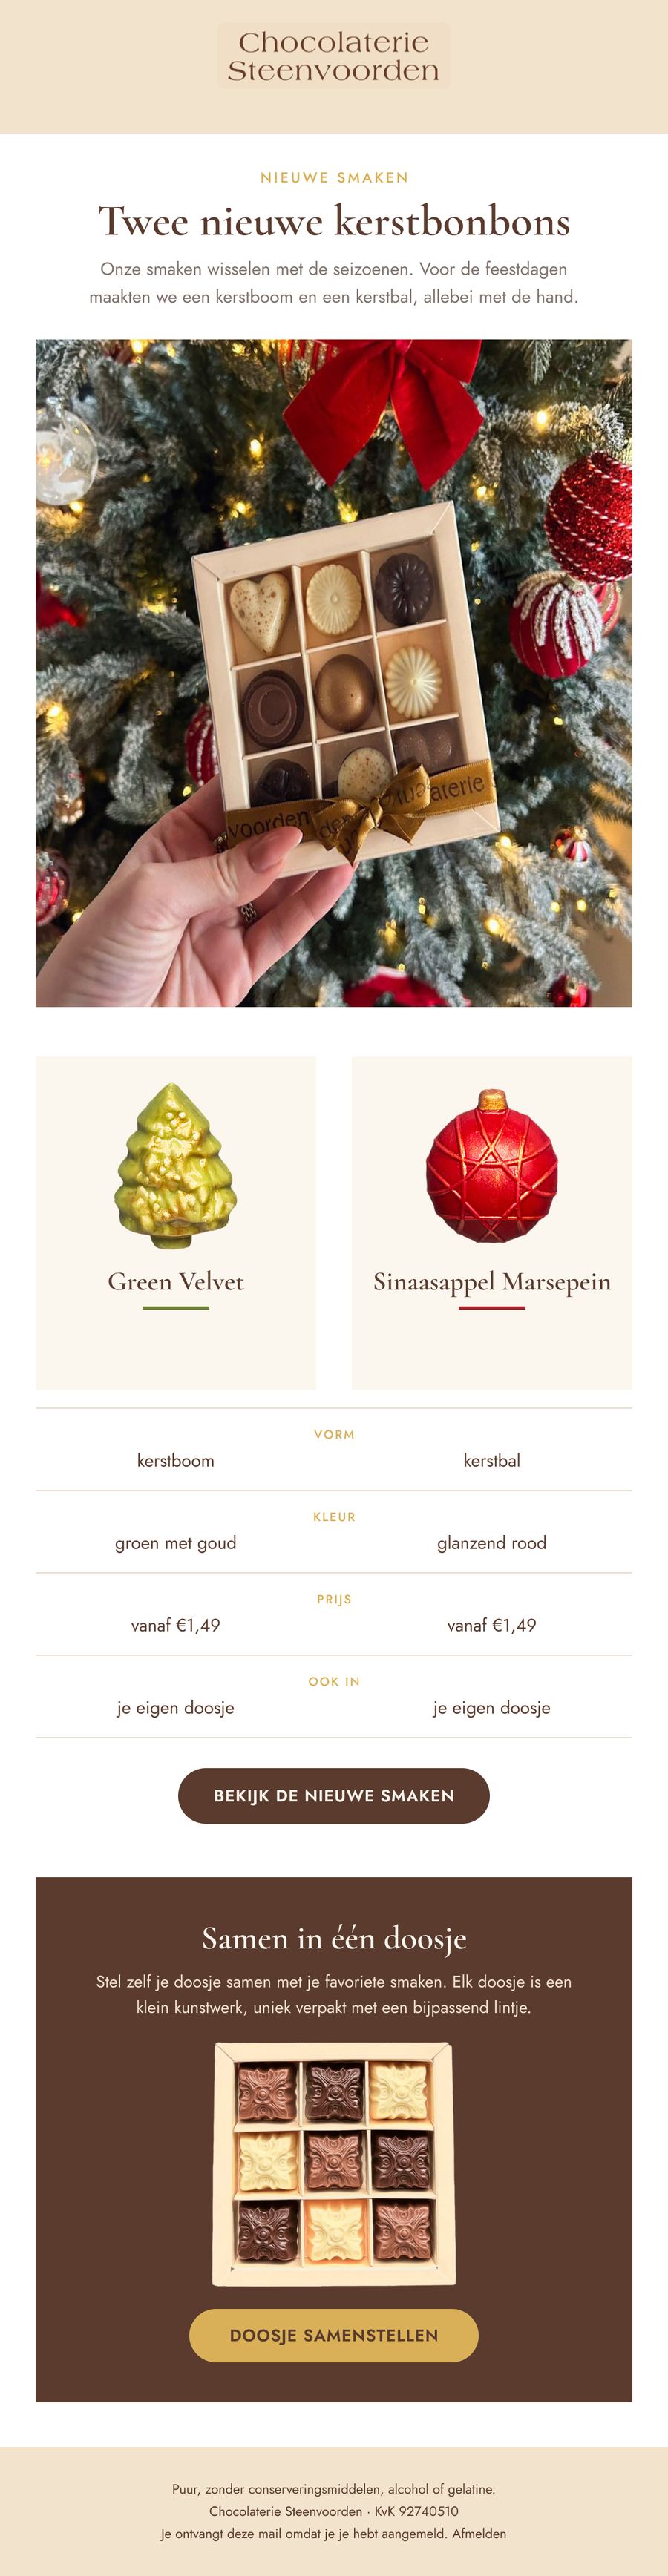 Chocolaterie
Steenvoorden
NIEUWE SMAKEN
Twee nieuwe kerstbonbons
Onze smaken wisselen met de seizoenen. Voor de feestdagen
maakten we een kerstboom en een kerstbal, allebei met de hand.
voorden
Green Velvet
Sinaasappel Marsepein
VORM
kerstboom kerstbal
KLEUR
groen met goud glanzend rood
PRIJS
vanaf €1,49 vanaf €1,49
OOK IN
je eigen doosje je eigen doosje
BEKIJK DE NIEUWE SMAKEN
Samen in één doosje
Stel zelf je doosje samen met je favoriete smaken. Elk doosje is een
klein kunstwerk, uniek verpakt met een bijpassend lintje.
DOOSJE SAMENSTELLEN
Puur, zonder conserveringsmiddelen, alcohol of gelatine.
Chocolaterie Steenvoorden · KvK 92740510
Je ontvangt deze mail omdat je je hebt aangemeld. Afmelden